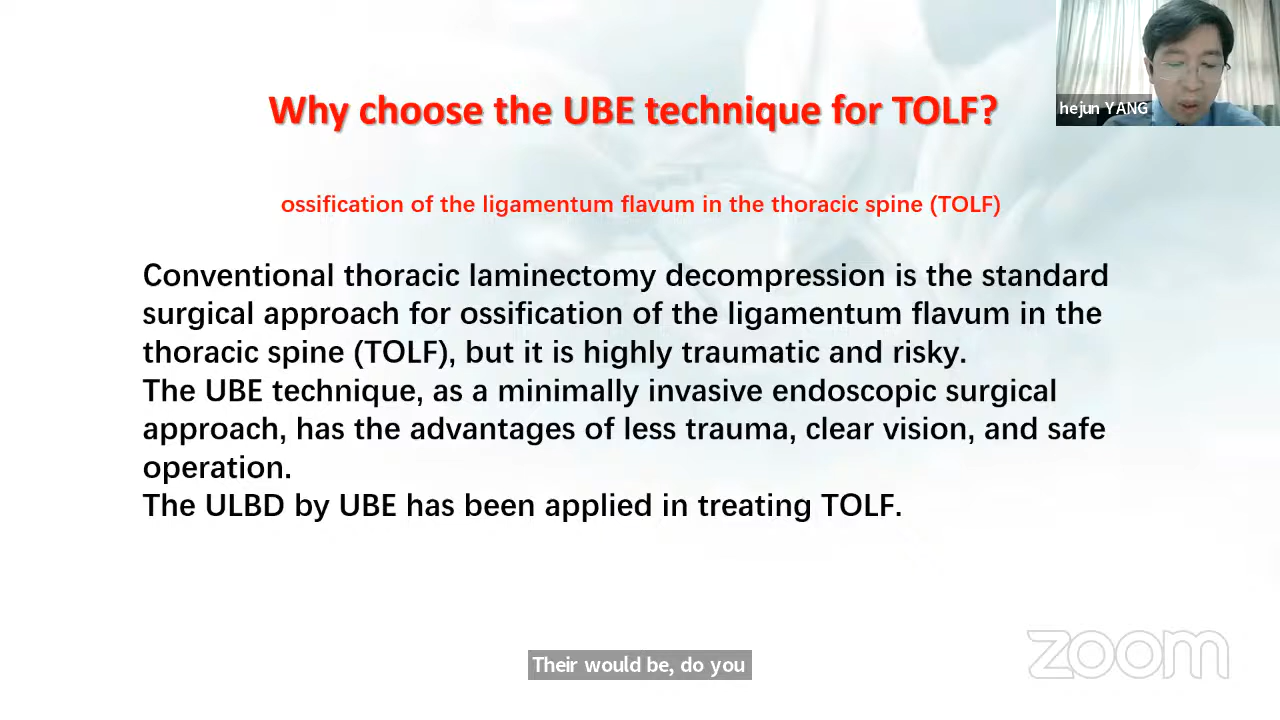 Why choose the UBE technique for TOLF?
hejun YANG
ossification of the ligamentum flavum in the thoracic spine (TOLF)
Conventional thoracic laminectomy decompression is the standard
surgical approach for ossification of the ligamentum flavum in the
thoracic spine (TOLF), but it is highly traumatic and risky.
The UBE technique, as a minimally invasive endoscopic surgical
approach, has the advantages of less trauma, clear vision, and safe
operation.
The ULBD by UBE has been applied in treating TOLF.
Their would be, do you
zoom